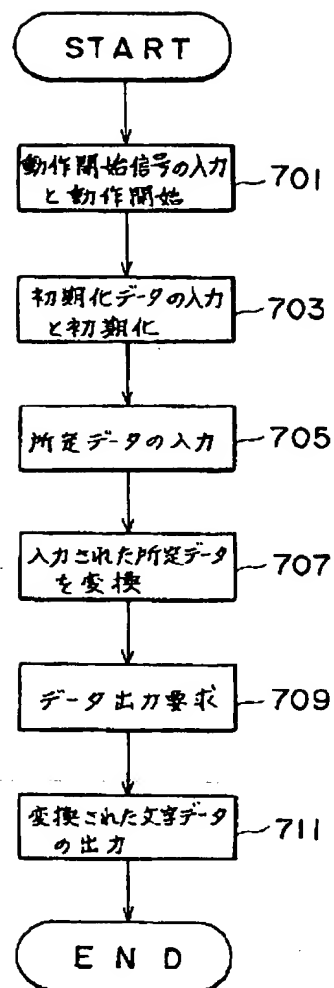 START
動作開始信号の入力
と動作開始
701
初期化データの入力
と初期化
703
所定データの入力
705
入力された所定データ
を変換
707
データ出力要求
709
変換された文字データ
の出力
711
END